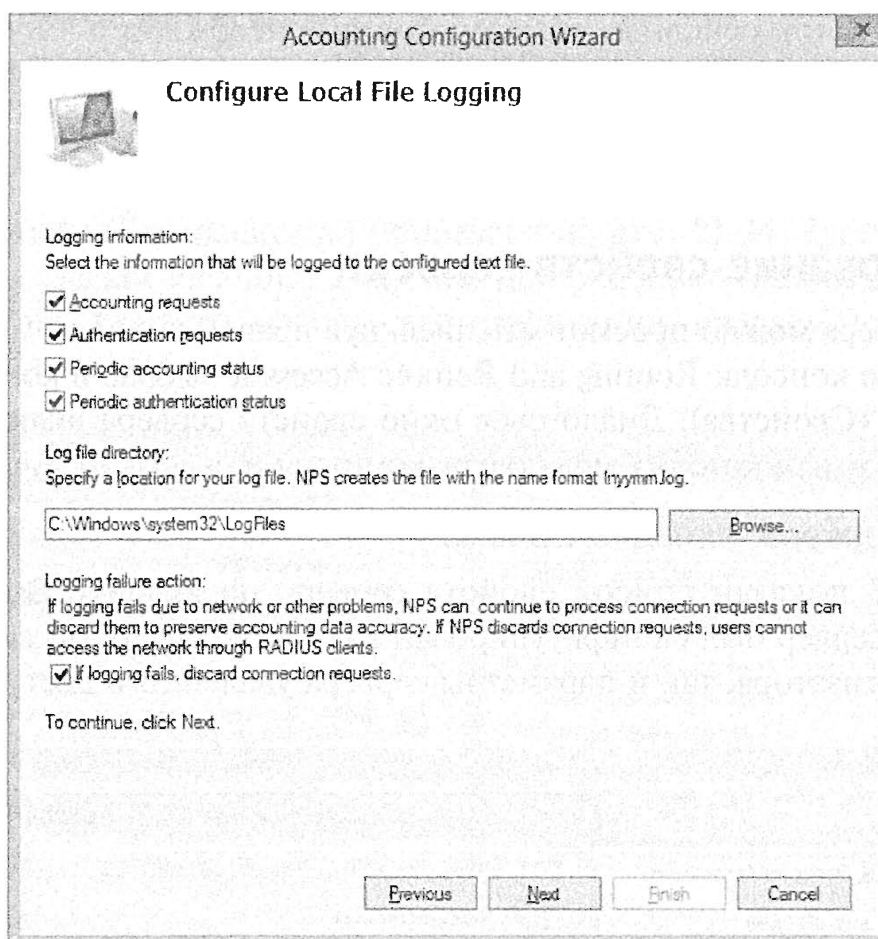 Accounting Configuration Wizard
Configure Local File Logging
Logging information:
Select the information that will be logged to the configured text file.
Accounting requests
Authentication requests
Periodic accounting status
Periodic authentication status
Log file directory:
Specify a location for your log file. NPS creates the file with the name format Inyymm.log.
C:\Windows\system32\LogFiles
Browse...
Logging failure action:
If logging fails due to network or other problems, NPS can continue to process connection requests or it can
discard them to preserve accounting data accuracy. If NPS discards connection requests, users cannot
access the network through RADIUS clients.
If logging fails, discard connection requests.
To continue, click Next.
Previous
Next
Finish
Cancel